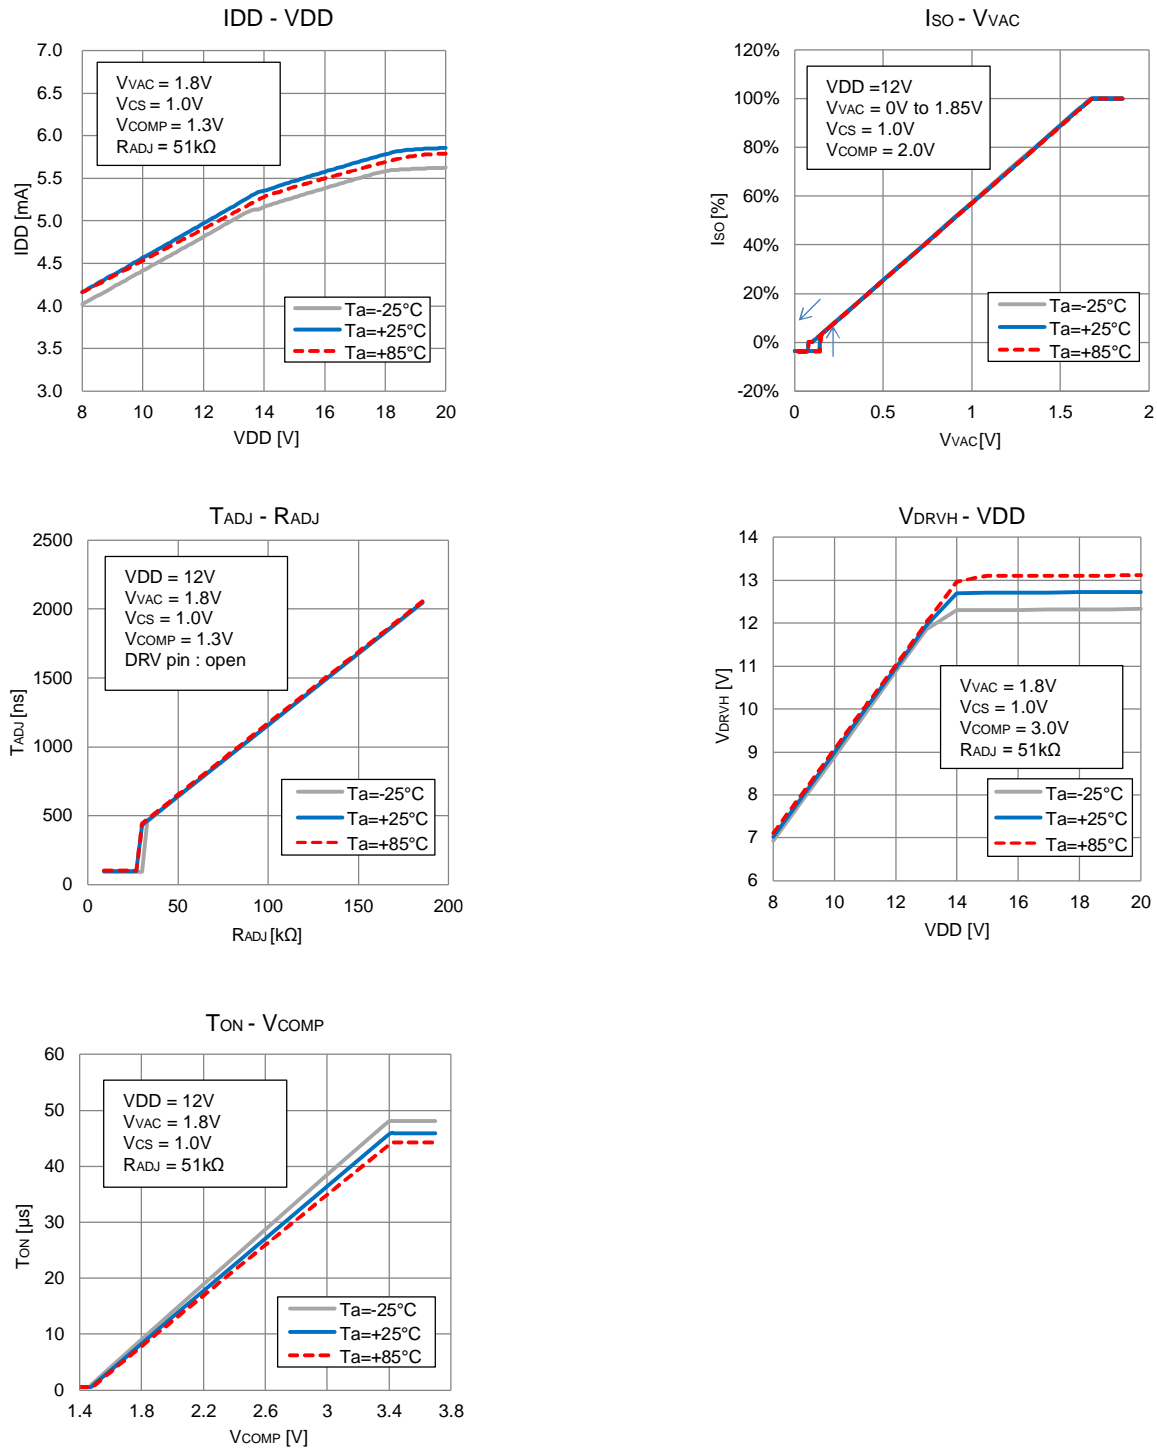 IDD - VDD
7.0
6.5
6.0
5.5
5.0
4.5
4.0
3.5
3.0
IDD [mA]
VVAC = 1.8V
VCS = 1.0V
VCOMP = 1.3V
RADJ = 51kΩ
Ta=-25°C
Ta=+25°C
Ta=+85°C
8 10 12 14 16 18 20
VDD [V]
ISO - VVAC
120%
100%
80%
60%
40%
20%
0%
-20%
ISO [%]
VDD =12V
VVAC = 0V to 1.85V
VCS = 1.0V
VCOMP = 2.0V
Ta=-25°C
Ta=+25°C
Ta=+85°C
0 0.5 1 1.5 2
VVAC [V]
TADJ - RADJ
2500
2000
1500
1000
500
0
TADJ [ns]
VDD = 12V
VVAC = 1.8V
VCS = 1.0V
VCOMP = 1.3V
DRV pin : open
Ta=-25°C
Ta=+25°C
Ta=+85°C
0 50 100 150 200
RADJ [kΩ]
VDRVH - VDD
14
13
12
11
10
9
8
7
6
VDRVH [V]
VVAC = 1.8V
VCS = 1.0V
VCOMP = 3.0V
RADJ = 51kΩ
Ta=-25°C
Ta=+25°C
Ta=+85°C
8 10 12 14 16 18 20
VDD [V]
TON - VCOMP
60
50
40
30
20
10
0
TON [μs]
VDD = 12V
VVAC = 1.8V
VCS = 1.0V
RADJ = 51kΩ
Ta=-25°C
Ta=+25°C
Ta=+85°C
1.4 1.8 2.2 2.6 3 3.4 3.8
VCOMP [V]